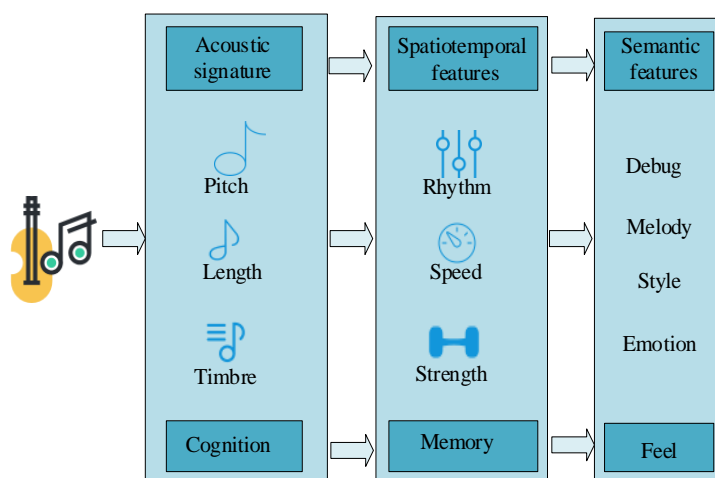 Acoustic
signature
Pitch
Length
Timbre
Cognition
Spatiotemporal
features
Rhythm
Speed
Strength
Memory
Semantic
features
Debug
Melody
Style
Emotion
Feel